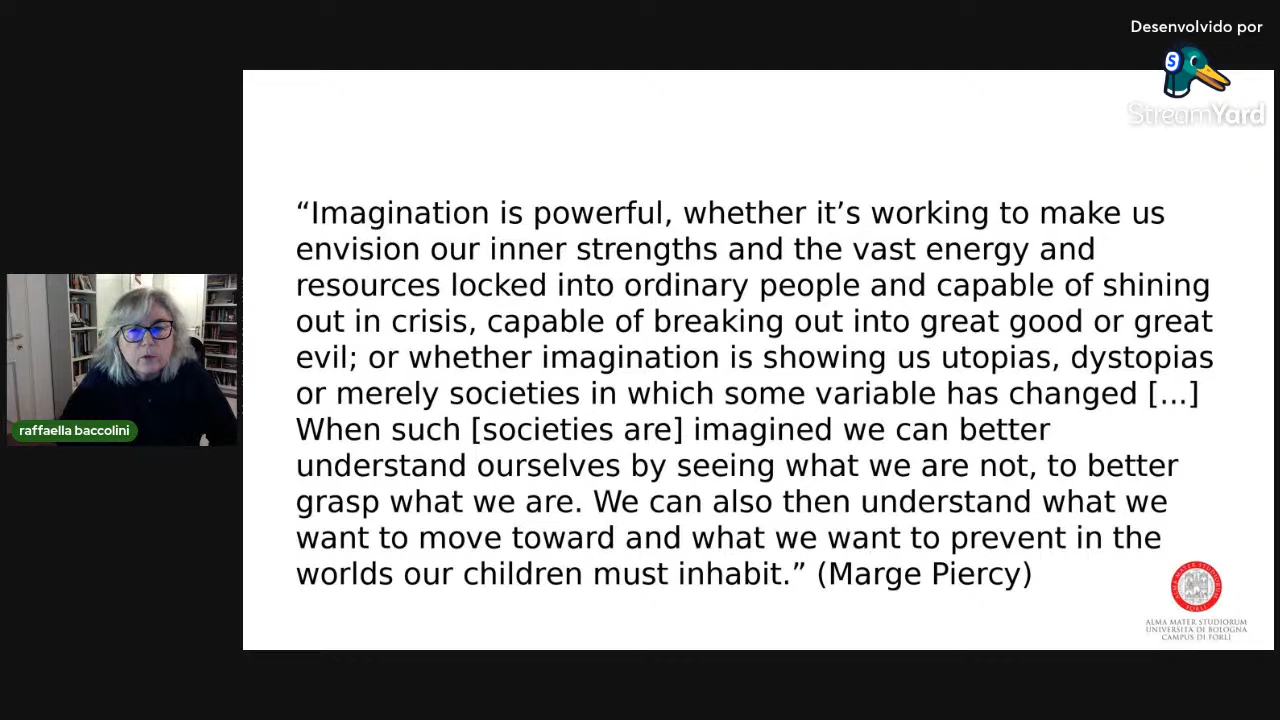 Desenvolvido por
S
StreamYard
“Imagination is powerful, whether it’s working to make us
envision our inner strengths and the vast energy and
resources locked into ordinary people and capable of shining
out in crisis, capable of breaking out into great good or great
evil; or whether imagination is showing us utopias, dystopias
or merely societies in which some variable has changed [...]
When such [societies are] imagined we can better
understand ourselves by seeing what we are not, to better
grasp what we are. We can also then understand what we
want to move toward and what we want to prevent in the
worlds our children must inhabit.” (Marge Piercy)
raffaella baccolini
ALMA MATER STUDIORUM
UNIVERSITÀ DI BOLOGNA
CAMPUS DI FORLÌ